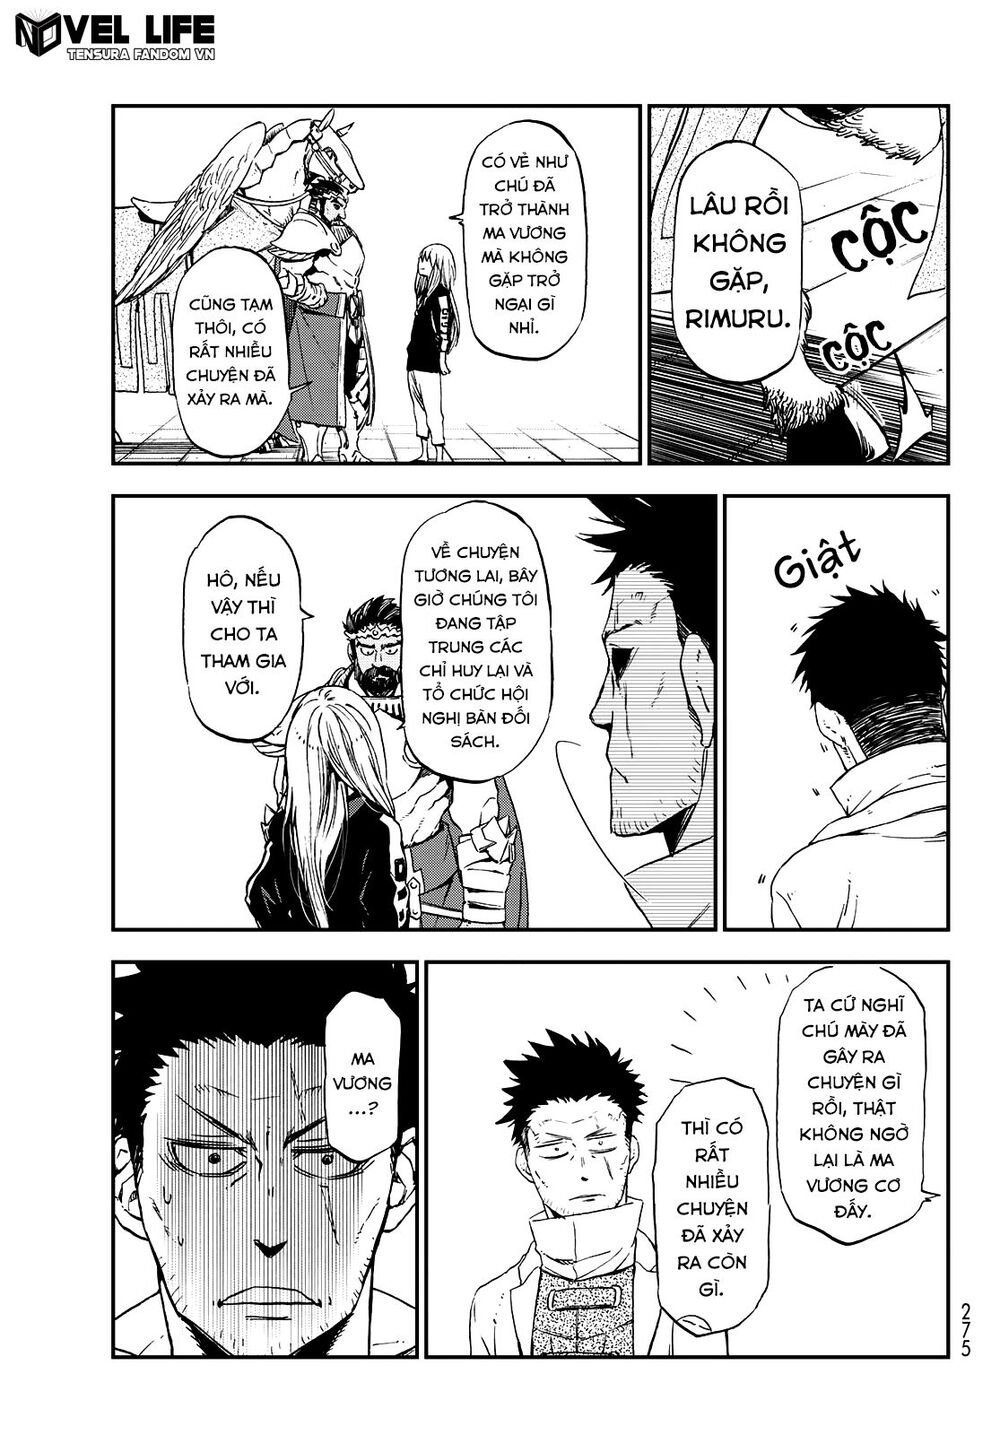 NOVEL LIFE
TENSURA FANDOM VN
LÂU RỒI
KHÔNG
GẶP,
RIMURU.
CỘC
CỘC
CÓ VẺ NHƯ
CHÚ ĐÃ
TRỞ THÀNH
MA VƯƠNG
MÀ KHÔNG
GẶP TRỞ
NGẠI GÌ
NHỈ.
CŨNG TẠM
THÔI, CÓ
RẤT NHIỀU
CHUYỆN ĐÃ
XẢY RA MÀ.
Giật
VỀ CHUYỆN
TƯƠNG LAI, BÂY
GIỜ CHÚNG TÔI
ĐANG TẬP
TRUNG CÁC
CHỈ HUY LẠI VÀ
TỔ CHỨC HỘI
NGHỊ BÀN ĐỐI
SÁCH.
HÔ, NẾU
VẬY THÌ
CHO TA
THAM GIA
VỚI.
TA CỨ NGHĨ
CHÚ MÀY ĐÃ
GÂY RA
CHUYỆN GÌ
RỒI, THẬT
KHÔNG NGỜ
LẠI LÀ MA
VƯƠNG CƠ
ĐẤY.
THÌ CÓ
RẤT
NHIỀU
CHUYỆN
ĐÃ XẢY
RA CÒN
GÌ.
MA
VƯƠNG
...?
275